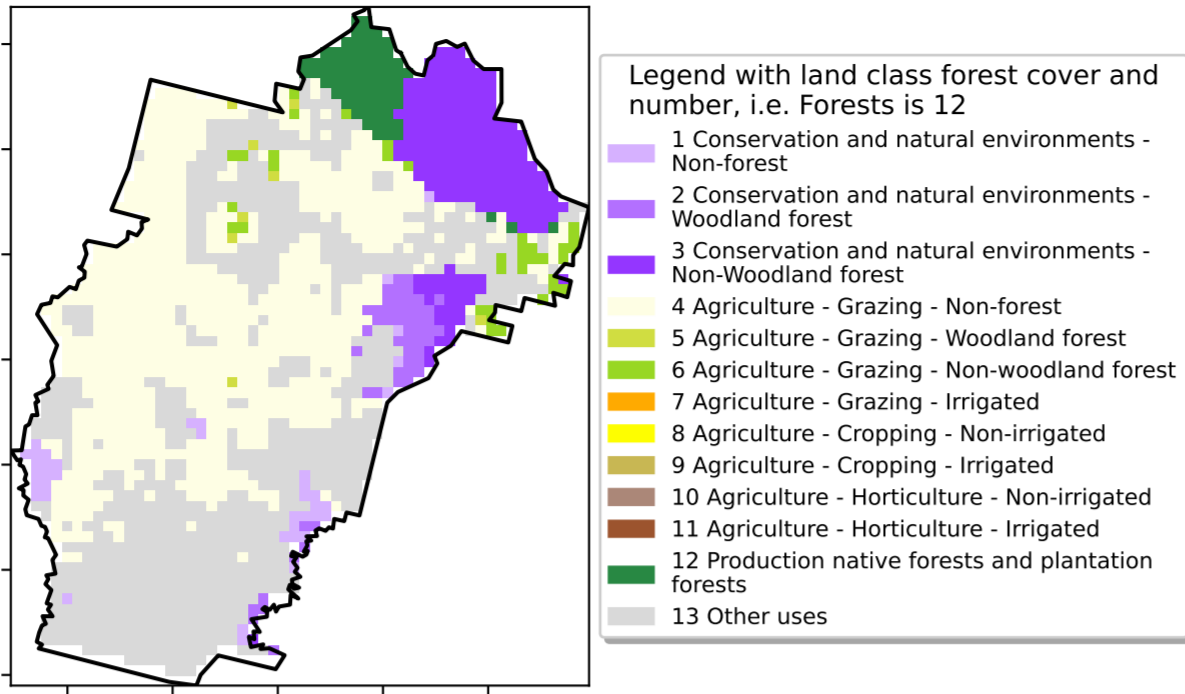 Legend with land class forest cover and
number, i.e. Forests is 12
1 Conservation and natural environments -
Non-forest
2 Conservation and natural environments -
Woodland forest
3 Conservation and natural environments -
Non-Woodland forest
4 Agriculture - Grazing - Non-forest
5 Agriculture - Grazing - Woodland forest
6 Agriculture - Grazing - Non-woodland forest
7 Agriculture - Grazing - Irrigated
8 Agriculture - Cropping - Non-irrigated
9 Agriculture - Cropping - Irrigated
10 Agriculture - Horticulture - Non-irrigated
11 Agriculture - Horticulture - Irrigated
12 Production native forests and plantation
forests
13 Other uses